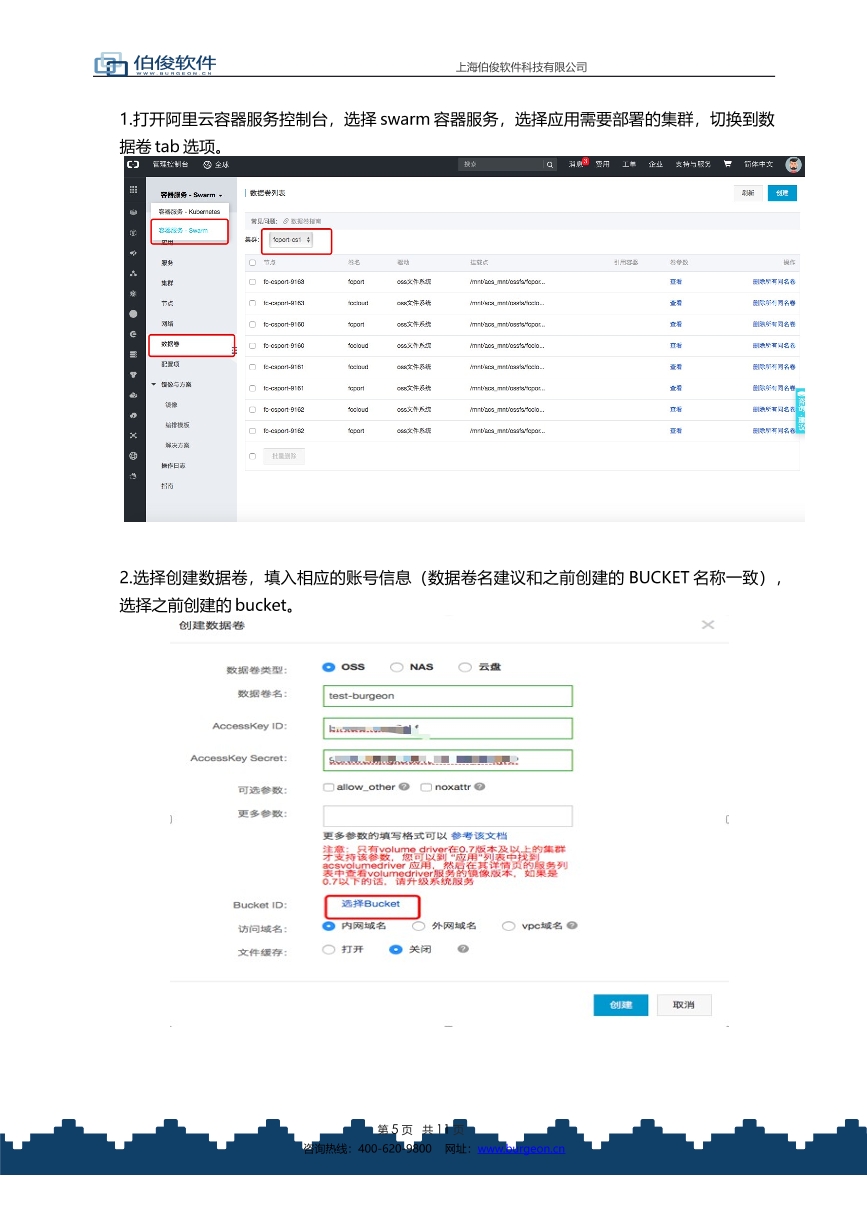 伯俊软件
WWW.BURGEON.CN
上海伯俊软件科技有限公司
1.打开阿里云容器服务控制台，选择 swarm 容器服务，选择应用需要部署的集群，切换到数
据卷 tab 选项。
管理控制台 全球 搜索 消息 费用 工单 企业 支持与服务 简体中文
容器服务 - Swarm
容器服务 - Kubernetes
容器服务 - Swarm
应用
服务
集群
节点
网络
数据卷
配置项
镜像与方案
镜像
编排模板
解决方案
操作日志
指南
数据卷列表 刷新 创建
常见问题： 数据卷指南
集群： fcport-cs1
节点 卷名 驱动 挂载点 引用容器 卷参数 操作
fc-csport-9163 fcport oss文件系统 /mnt/acs_mnt/ossfs/fcpor... 查看 删除所有同名卷
fc-csport-9163 fccloud oss文件系统 /mnt/acs_mnt/ossfs/fcclo... 查看 删除所有同名卷
fc-csport-9160 fcport oss文件系统 /mnt/acs_mnt/ossfs/fcpor... 查看 删除所有同名卷
fc-csport-9160 fccloud oss文件系统 /mnt/acs_mnt/ossfs/fcclo... 查看 删除所有同名卷
fc-csport-9161 fccloud oss文件系统 /mnt/acs_mnt/ossfs/fcclo... 查看 删除所有同名卷
fc-csport-9161 fcport oss文件系统 /mnt/acs_mnt/ossfs/fcpor... 查看 删除所有同名卷
fc-csport-9162 fccloud oss文件系统 /mnt/acs_mnt/ossfs/fcclo... 查看 删除所有同名卷
fc-csport-9162 fcport oss文件系统 /mnt/acs_mnt/ossfs/fcpor... 查看 删除所有同名卷
批量删除
2.选择创建数据卷，填入相应的账号信息（数据卷名建议和之前创建的 BUCKET 名称一致），
选择之前创建的 bucket。
创建数据卷
数据卷类型: OSS NAS 云盘
数据卷名: test-burgeon
AccessKey ID:
AccessKey Secret:
可选参数: allow_other noxattr
更多参数:
更多参数的填写格式可以 参考该文档
注意：只有volume driver在0.7版本及以上的集群
才支持该参数，您可以到 “应用”列表中找到
acsvolumedriver 应用，然后在其详情页的服务列
表中查看volumedriver服务的镜像版本，如果是
0.7以下的话，请升级系统服务
Bucket ID: 选择Bucket
访问域名: 内网域名 外网域名 vpc域名
文件缓存: 打开 关闭
创建 取消
第 5 页 共 11 页
咨询热线：400-620-9800 网址：www.burgeon.cn